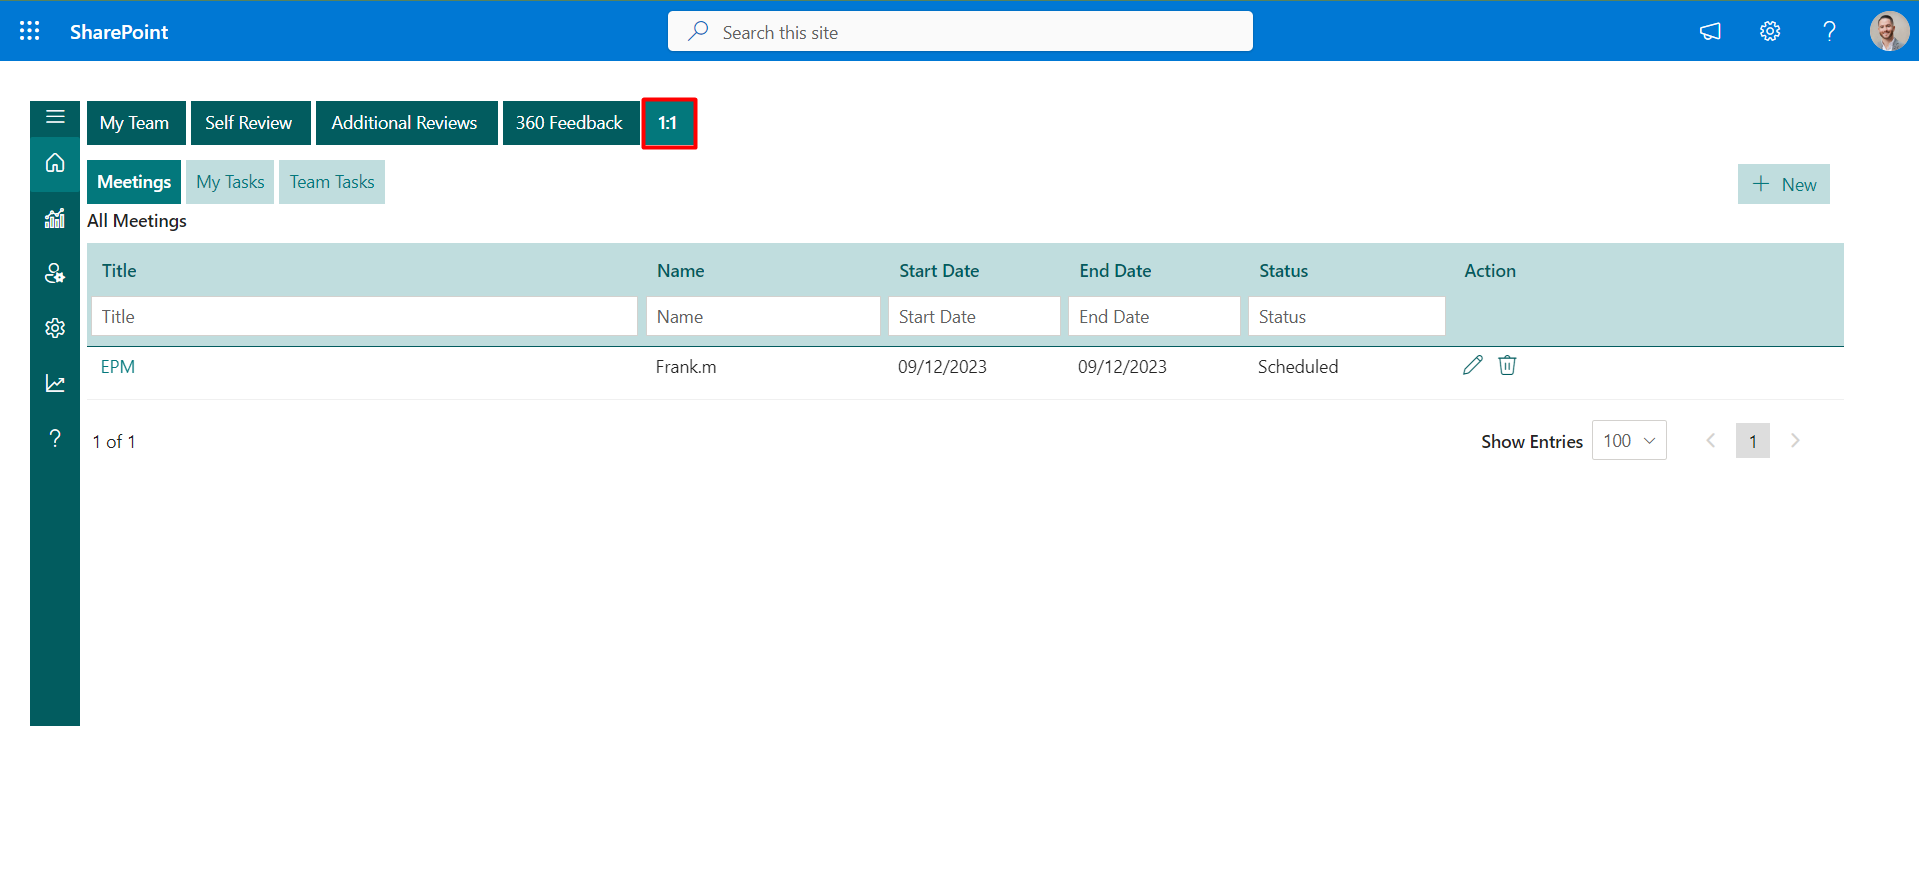 SharePoint
Search this site
?
My Team Self Review Additional Reviews 360 Feedback 1:1
Meetings My Tasks Team Tasks
+ New
All Meetings
Title Name Start Date End Date Status Action
Title Name Start Date End Date Status
EPM Frank.m 09/12/2023 09/12/2023 Scheduled
?
1 of 1 Show Entries 100 1